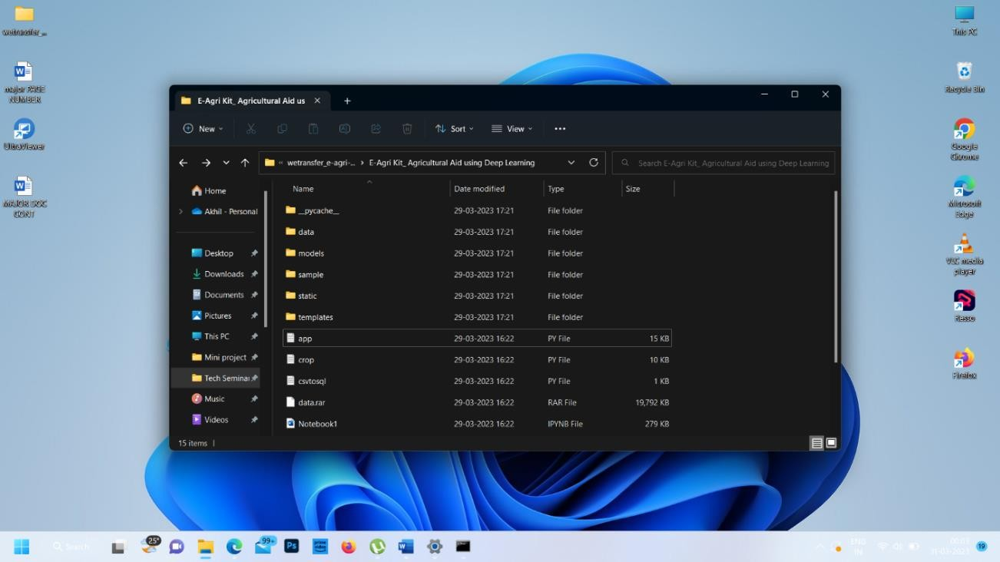 wetransfer_...
major PAGE
NUMBER
UltraViewer
MAJOR DOC
CONT
This PC
Recycle Bin
Google
Chrome
Microsoft
Edge
VLC media
player
Resso
Firefox
E-Agri Kit_ Agricultural Aid us
New
Sort
View
wetransfer_e-agri-... › E-Agri Kit_ Agricultural Aid using Deep Learning
Search E-Agri Kit_ Agricultural Aid using Deep Learning
Home
Akhil - Personal
Desktop
Downloads
Documents
Pictures
This PC
Mini project
Tech Seminar
Music
Videos
Name Date modified Type Size
__pycache__ 29-03-2023 17:21 File folder
data 29-03-2023 17:21 File folder
models 29-03-2023 17:21 File folder
sample 29-03-2023 17:21 File folder
static 29-03-2023 17:21 File folder
templates 29-03-2023 17:21 File folder
app 29-03-2023 16:22 PY File 15 KB
crop 29-03-2023 16:22 PY File 10 KB
csvtosql 29-03-2023 16:22 PY File 1 KB
data.rar 29-03-2023 16:22 RAR File 19,792 KB
Notebook1 29-03-2023 16:22 IPYNB File 279 KB
15 items
Search
25°
99+
Ps
prime video
ENG
IN
00:03
31-03-2023
19